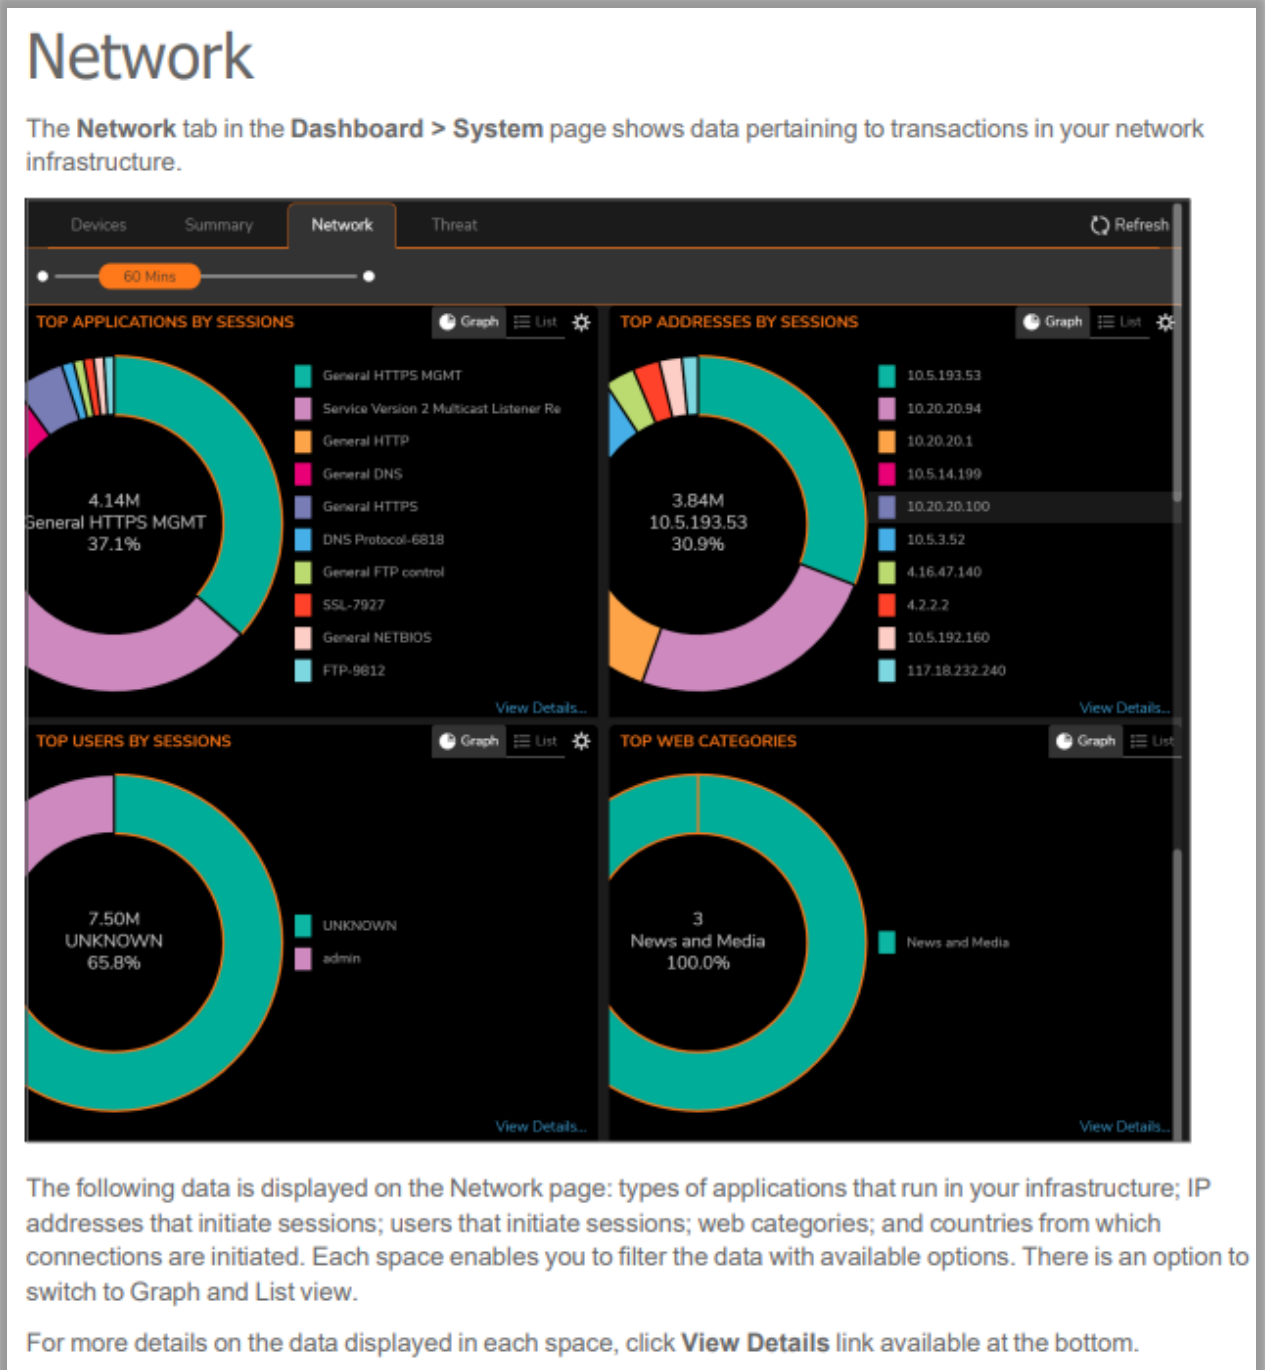 Network
The Network tab in the Dashboard > System page shows data pertaining to transactions in your network
infrastructure.
Devices Summary Network Threat Refresh
60 Mins
TOP APPLICATIONS BY SESSIONS Graph List
4.14M
General HTTPS MGMT
37.1%
General HTTPS MGMT
Service Version 2 Multicast Listener Re
General HTTP
General DNS
General HTTPS
DNS Protocol-6818
General FTP control
SSL-7927
General NETBIOS
FTP-9812
View Details...
TOP ADDRESSES BY SESSIONS Graph List
3.84M
10.5.193.53
30.9%
10.5.193.53
10.20.20.94
10.20.20.1
10.5.14.199
10.20.20.100
10.5.3.52
4.16.47.140
4.2.2.2
10.5.192.160
117.18.232.240
View Details...
TOP USERS BY SESSIONS Graph List
7.50M
UNKNOWN
65.8%
UNKNOWN
admin
View Details...
TOP WEB CATEGORIES Graph List
3
News and Media
100.0%
News and Media
View Details...
The following data is displayed on the Network page: types of applications that run in your infrastructure; IP
addresses that initiate sessions; users that initiate sessions; web categories; and countries from which
connections are initiated. Each space enables you to filter the data with available options. There is an option to
switch to Graph and List view.
For more details on the data displayed in each space, click View Details link available at the bottom.